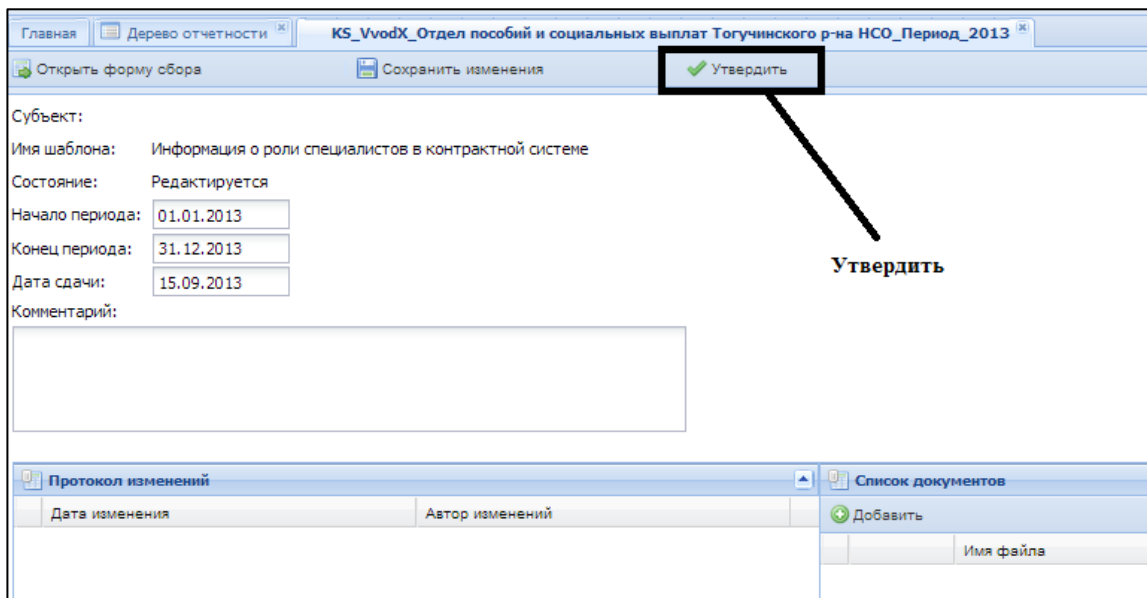 Главная Дерево отчетности KS_VvodX_Отдел пособий и социальных выплат Тогучинского р-на НСО_Период_2013
Открыть форму сбора Сохранить изменения Утвердить
Субъект:
Имя шаблона: Информация о роли специалистов в контрактной системе
Состояние: Редактируется
Начало периода: 01.01.2013
Конец периода: 31.12.2013
Утвердить
Дата сдачи: 15.09.2013
Комментарий:
Протокол изменений Список документов
Дата изменения Автор изменений Добавить
Имя файла